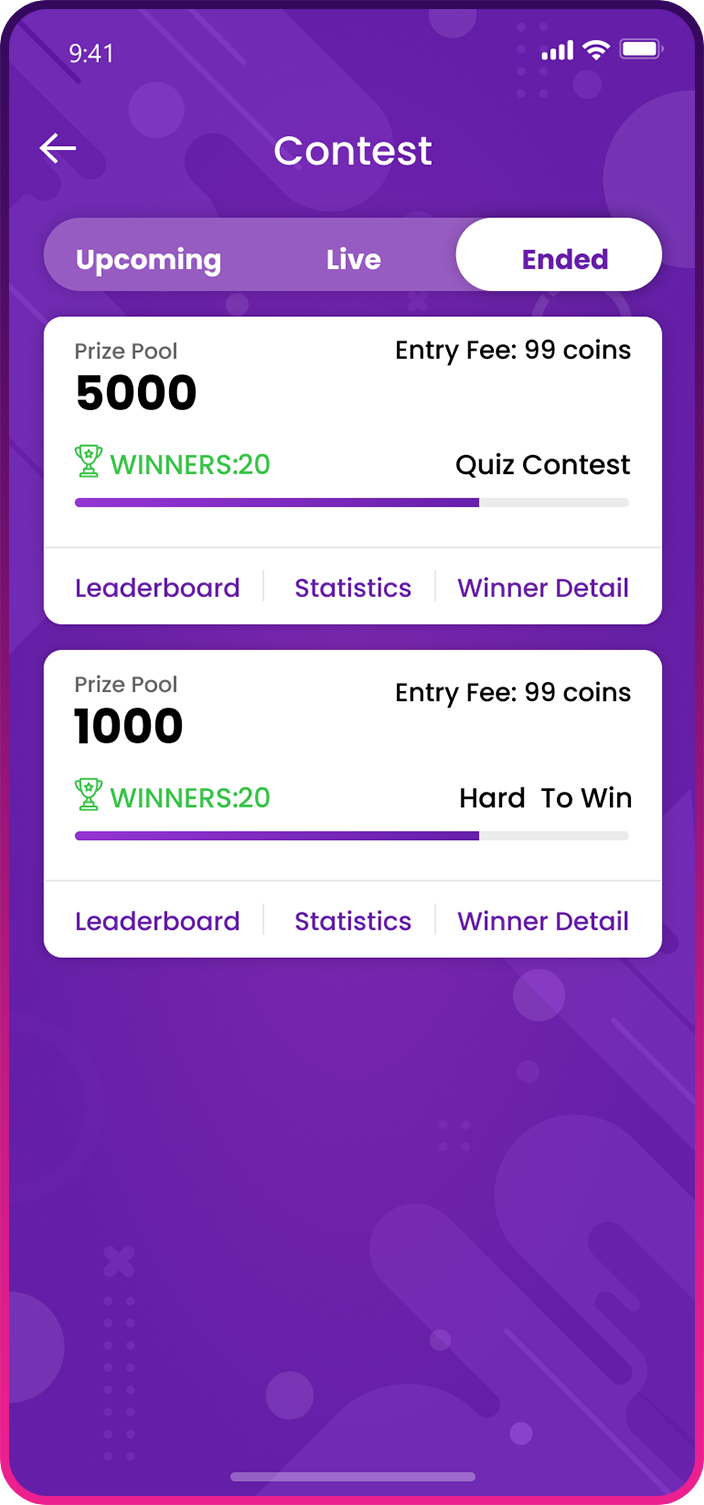 9:41
Contest
Upcoming Live Ended
Prize Pool Entry Fee: 99 coins
5000
WINNERS:20 Quiz Contest
Leaderboard Statistics Winner Detail
Prize Pool Entry Fee: 99 coins
1000
WINNERS:20 Hard To Win
Leaderboard Statistics Winner Detail